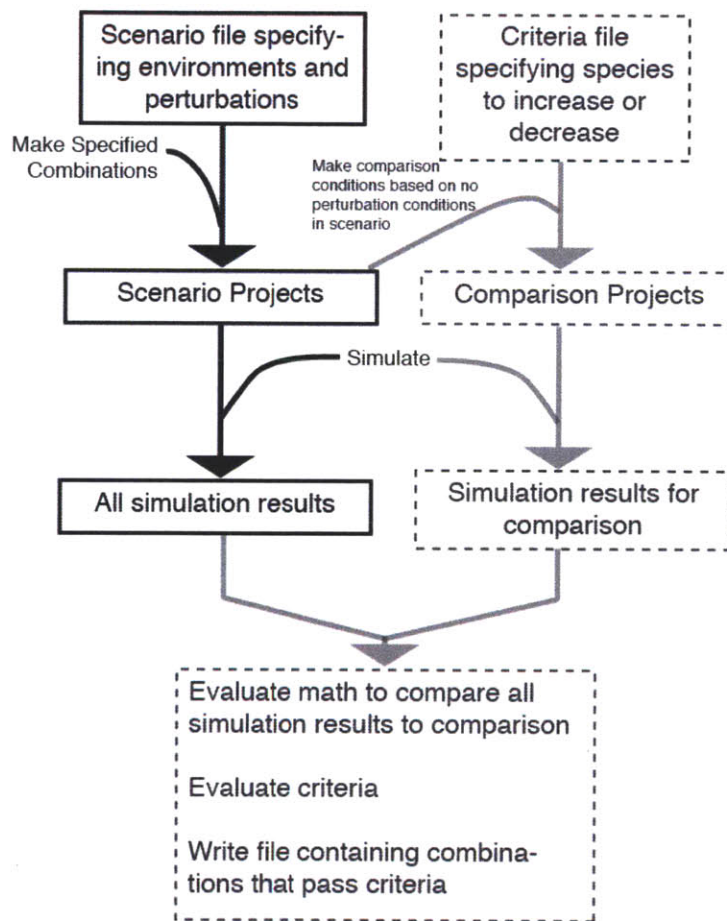 Scenario file specify-
ing environments and
perturbations
Criteria file
specifying species
to increase or
decrease
Make Specified
Combinations
Make comparison
conditions based on no
perturbation conditions
in scenario
Scenario Projects
Comparison Projects
Simulate
All simulation results
Simulation results for
comparison
Evaluate math to compare all
simulation results to comparison
Evaluate criteria
Write file containing combina-
tions that pass criteria